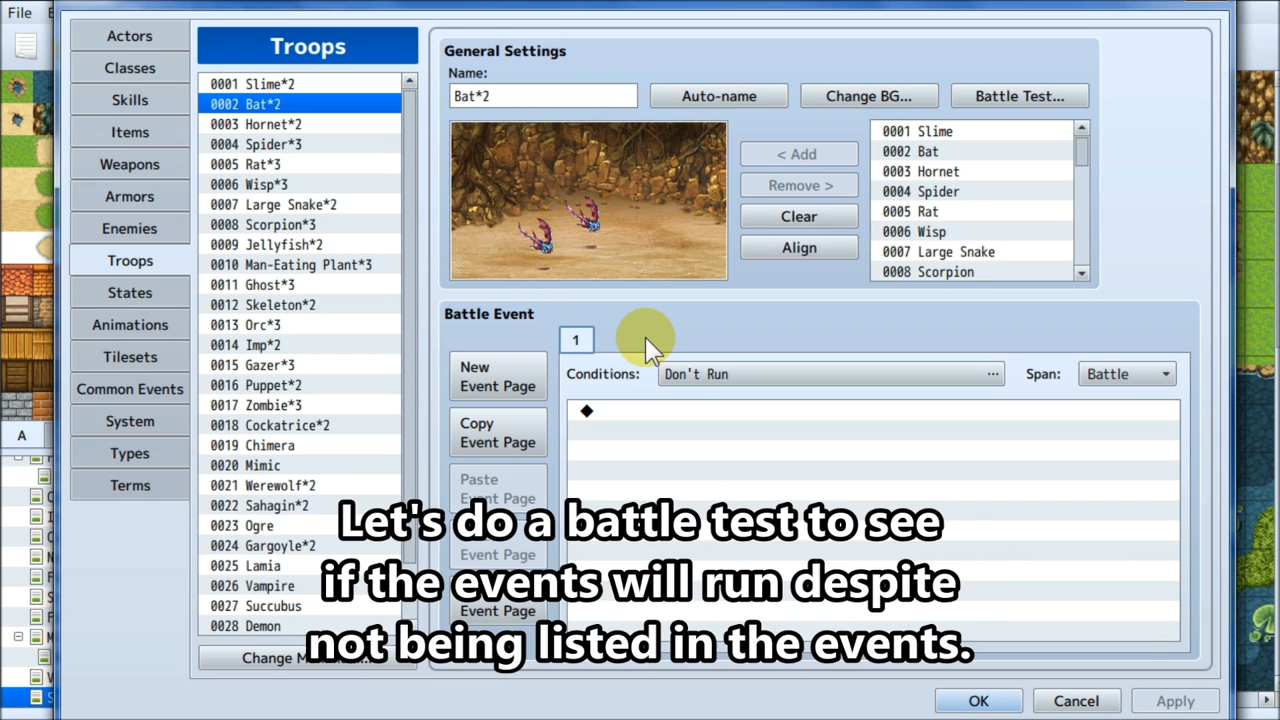 File
Actors
Classes
Skills
Items
Weapons
Armors
Enemies
Troops
States
Animations
Tilesets
Common Events
System
Types
Terms
A
Troops
0001 Slime*2
0002 Bat*2
0003 Hornet*2
0004 Spider*3
0005 Rat*3
0006 Wisp*3
0007 Large Snake*2
0008 Scorpion*3
0009 Jellyfish*2
0010 Man-Eating Plant*3
0011 Ghost*3
0012 Skeleton*2
0013 Orc*3
0014 Imp*2
0015 Gazer*3
0016 Puppet*2
0017 Zombie*3
0018 Cockatrice*2
0019 Chimera
0020 Mimic
0021 Werewolf*2
0022 Sahagin*2
0023 Ogre
0024 Gargoyle*2
0025 Lamia
0026 Vampire
0027 Succubus
0028 Demon
General Settings
Name:
Bat*2
Auto-name
Change BG...
Battle Test...
< Add
Remove >
Clear
Align
0001 Slime
0002 Bat
0003 Hornet
0004 Spider
0005 Rat
0006 Wisp
0007 Large Snake
0008 Scorpion
Battle Event
1
New
Event Page
Copy
Event Page
Paste
Event Page
Event Page
Event Page
Conditions:
Don't Run
...
Span:
Battle
Let's do a battle test to see
if the events will run despite
not being listed in the events.
OK
Cancel
Apply